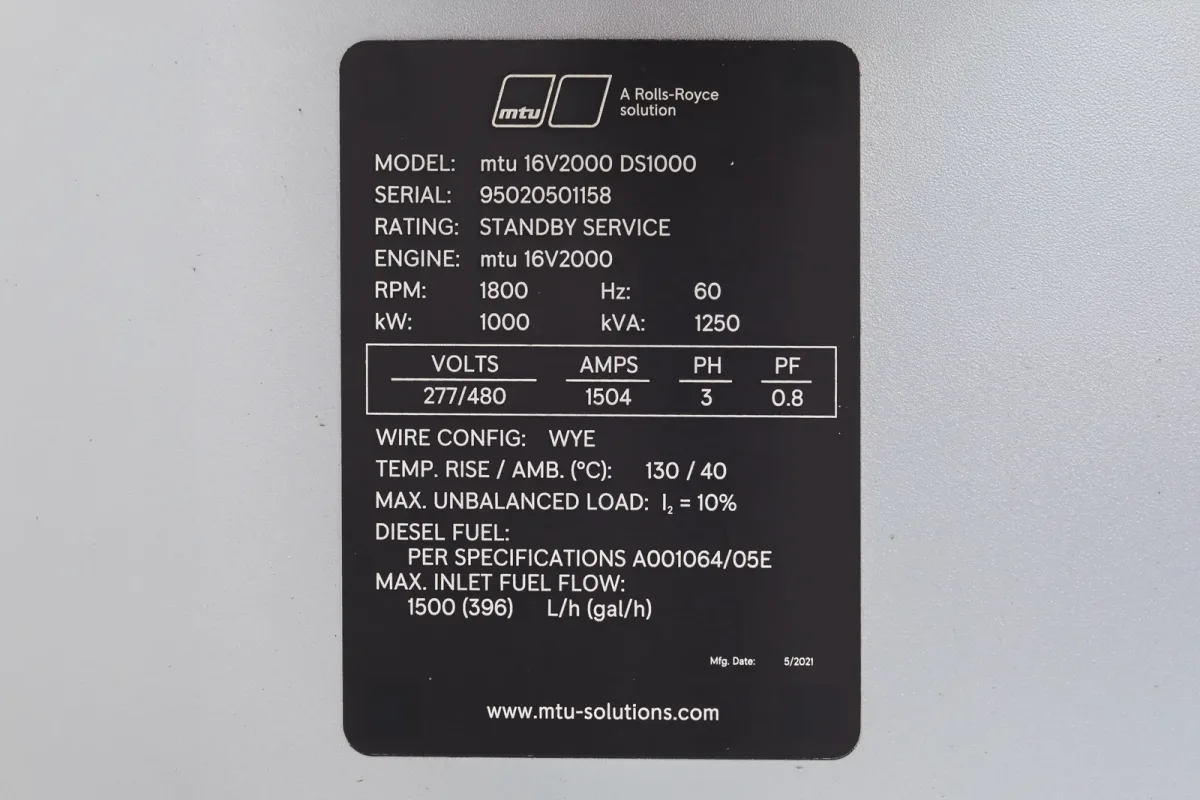 mtu
A Rolls-Royce
solution
MODEL: mtu 16V2000 DS1000
SERIAL: 95020501158
RATING: STANDBY SERVICE
ENGINE: mtu 16V2000
RPM: 1800 Hz: 60
kW: 1000 kVA: 1250
VOLTS AMPS PH PF
277/480 1504 3 0.8
WIRE CONFIG: WYE
TEMP. RISE / AMB. (°C): 130 / 40
MAX. UNBALANCED LOAD: I₂ = 10%
DIESEL FUEL:
PER SPECIFICATIONS A001064/05E
MAX. INLET FUEL FLOW:
1500 (396) L/h (gal/h)
Mfg. Date: 5/2021
www.mtu-solutions.com